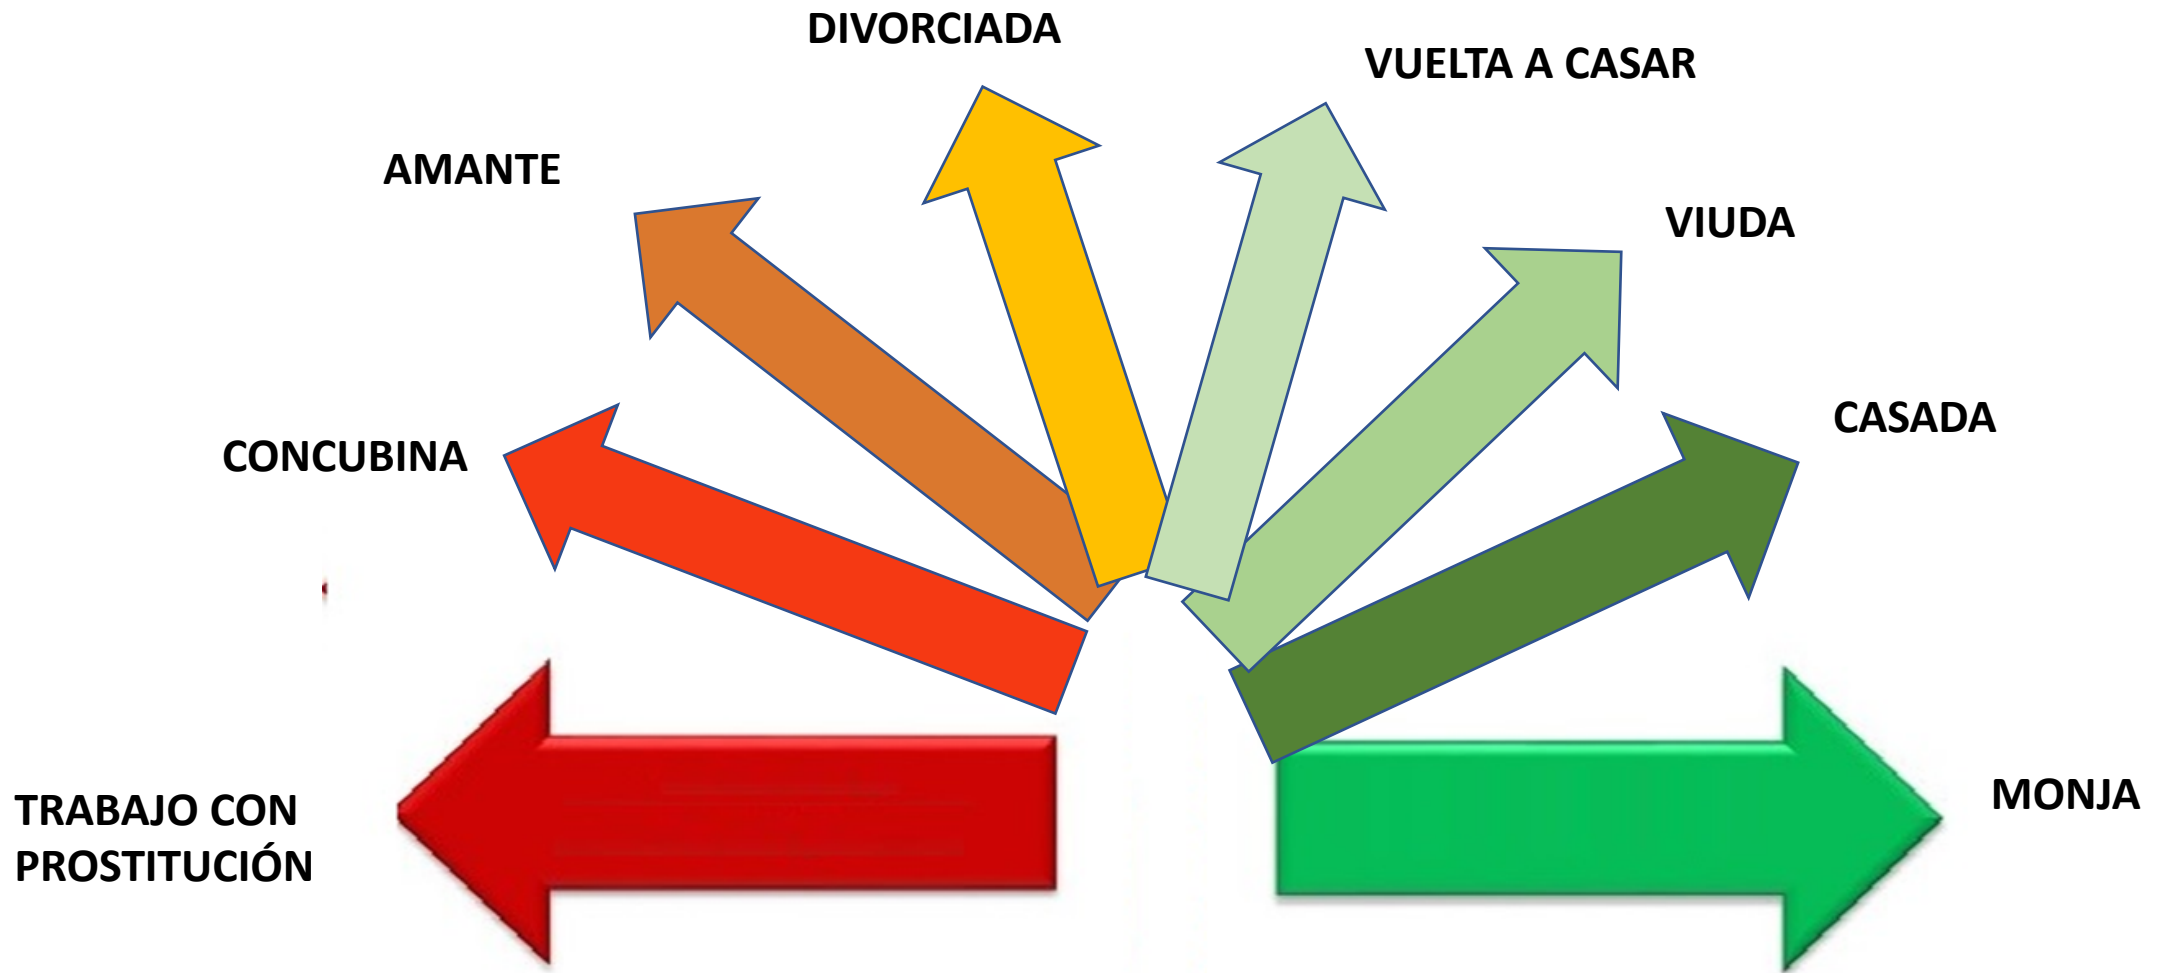 DIVORCIADA
VUELTA A CASAR
AMANTE
VIUDA
CASADA
CONCUBINA
MONJA
TRABAJO CON
PROSTITUCIÓN